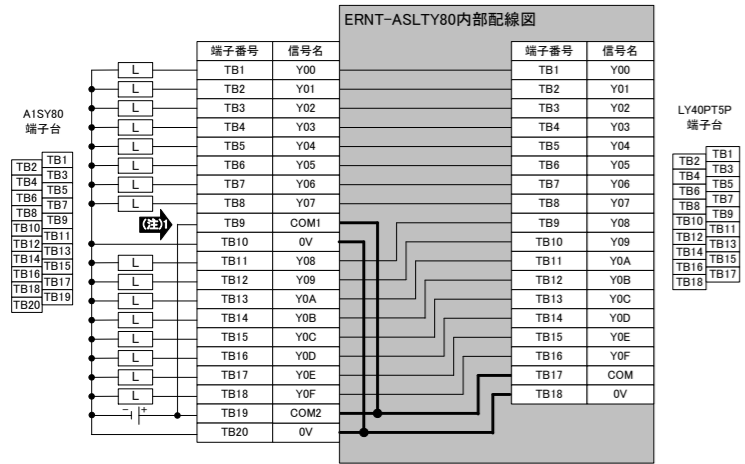 ERNT-ASLTY80内部配線図
端子番号 信号名 端子番号 信号名
L TB1 Y00 TB1 Y00
L TB2 Y01 TB2 Y01
L TB3 Y02 TB3 Y02
L TB4 Y03 TB4 Y03
L TB5 Y04 TB5 Y04
L TB6 Y05 TB6 Y05
L TB7 Y06 TB7 Y06
L TB8 Y07 TB8 Y07
(注)1 TB9 COM1 TB9 Y08
TB10 0V TB10 Y09
L TB11 Y08 TB11 Y0A
L TB12 Y09 TB12 Y0B
L TB13 Y0A TB13 Y0C
L TB14 Y0B TB14 Y0D
L TB15 Y0C TB15 Y0E
L TB16 Y0D TB16 Y0F
L TB17 Y0E TB17 COM
L TB18 Y0F TB18 0V
− + TB19 COM2
TB20 0V
A1SY80
端子台
TB1
TB2
TB3
TB4
TB5
TB6
TB7
TB8
TB9
TB10
TB11
TB12
TB13
TB14
TB15
TB16
TB17
TB18
TB19
TB20
LY40PT5P
端子台
TB1
TB2
TB3
TB4
TB5
TB6
TB7
TB8
TB9
TB10
TB11
TB12
TB13
TB14
TB15
TB16
TB17
TB18